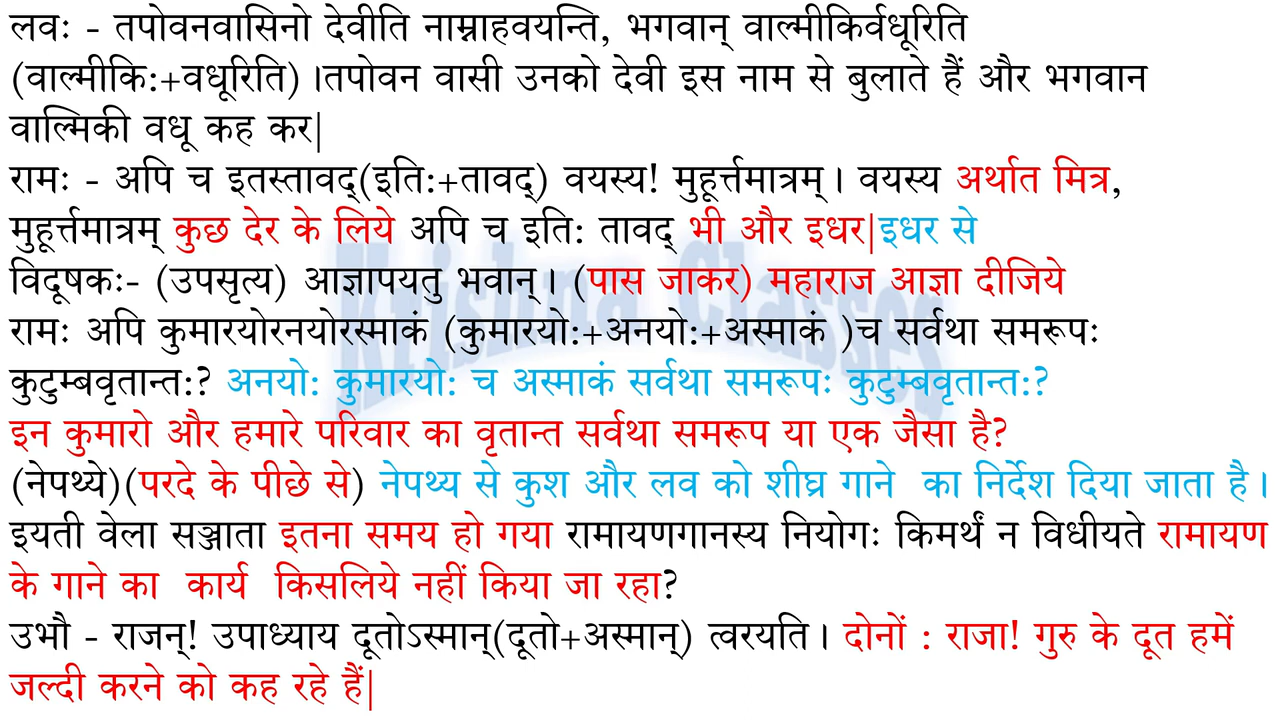 लवः - तपोवनवासिनो देवीति नाम्नाहवयन्ति, भगवान् वाल्मीकिर्वधूरिति
(वाल्मीकि:+वधूरिति) ।तपोवन वासी उनको देवी इस नाम से बुलाते हैं और भगवान
वाल्मिकी वधू कह कर|
रामः - अपि च इतस्तावद्(इति:+तावद्) वयस्य! मुहूर्त्तमात्रम्। वयस्य अर्थात मित्र,
मुहूर्त्तमात्रम् कुछ देर के लिये अपि च इति: तावद् भी और इधर|इधर से
विदूषकः- (उपसृत्य) आज्ञापयतु भवान्। (पास जाकर) महाराज आज्ञा दीजिये
रामः अपि कुमारयोरनयोरस्माकं (कुमारयो:+अनयो:+अस्माकं )च सर्वथा समरूपः
कुटुम्बवृतान्त:? अनयो: कुमारयो: च अस्माकं सर्वथा समरूपः कुटुम्बवृतान्त:?
इन कुमारो और हमारे परिवार का वृतान्त सर्वथा समरूप या एक जैसा है?
(नेपथ्ये)(परदे के पीछे से) नेपथ्य से कुश और लव को शीघ्र गाने का निर्देश दिया जाता है।
इयती वेला सञ्जाता इतना समय हो गया रामायणगानस्य नियोगः किमर्थं न विधीयते रामायण
के गाने का कार्य किसलिये नहीं किया जा रहा?
उभौ - राजन्! उपाध्याय दूतोऽस्मान्(दूतो+अस्मान्) त्वरयति। दोनों : राजा! गुरु के दूत हमें
जल्दी करने को कह रहे हैं|
Krishna Classes